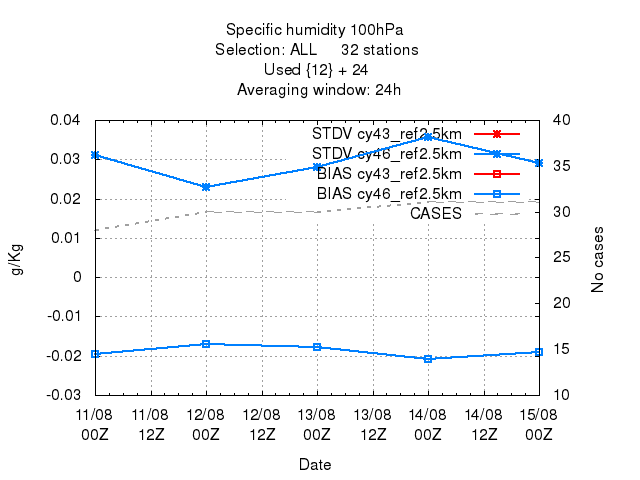 Specific humidity 100hPa
Selection: ALL 32 stations
Used {12} + 24
Averaging window: 24h
STDV cy43_ref2.5km
STDV cy46_ref2.5km
BIAS cy43_ref2.5km
BIAS cy46_ref2.5km
CASES
0.04
0.03
0.02
0.01
0
-0.01
-0.02
-0.03
g/Kg
40
35
30
25
20
15
10
No cases
11/08 11/08 12/08 12/08 13/08 13/08 14/08 14/08 15/08
00Z 12Z 00Z 12Z 00Z 12Z 00Z 12Z 00Z
Date